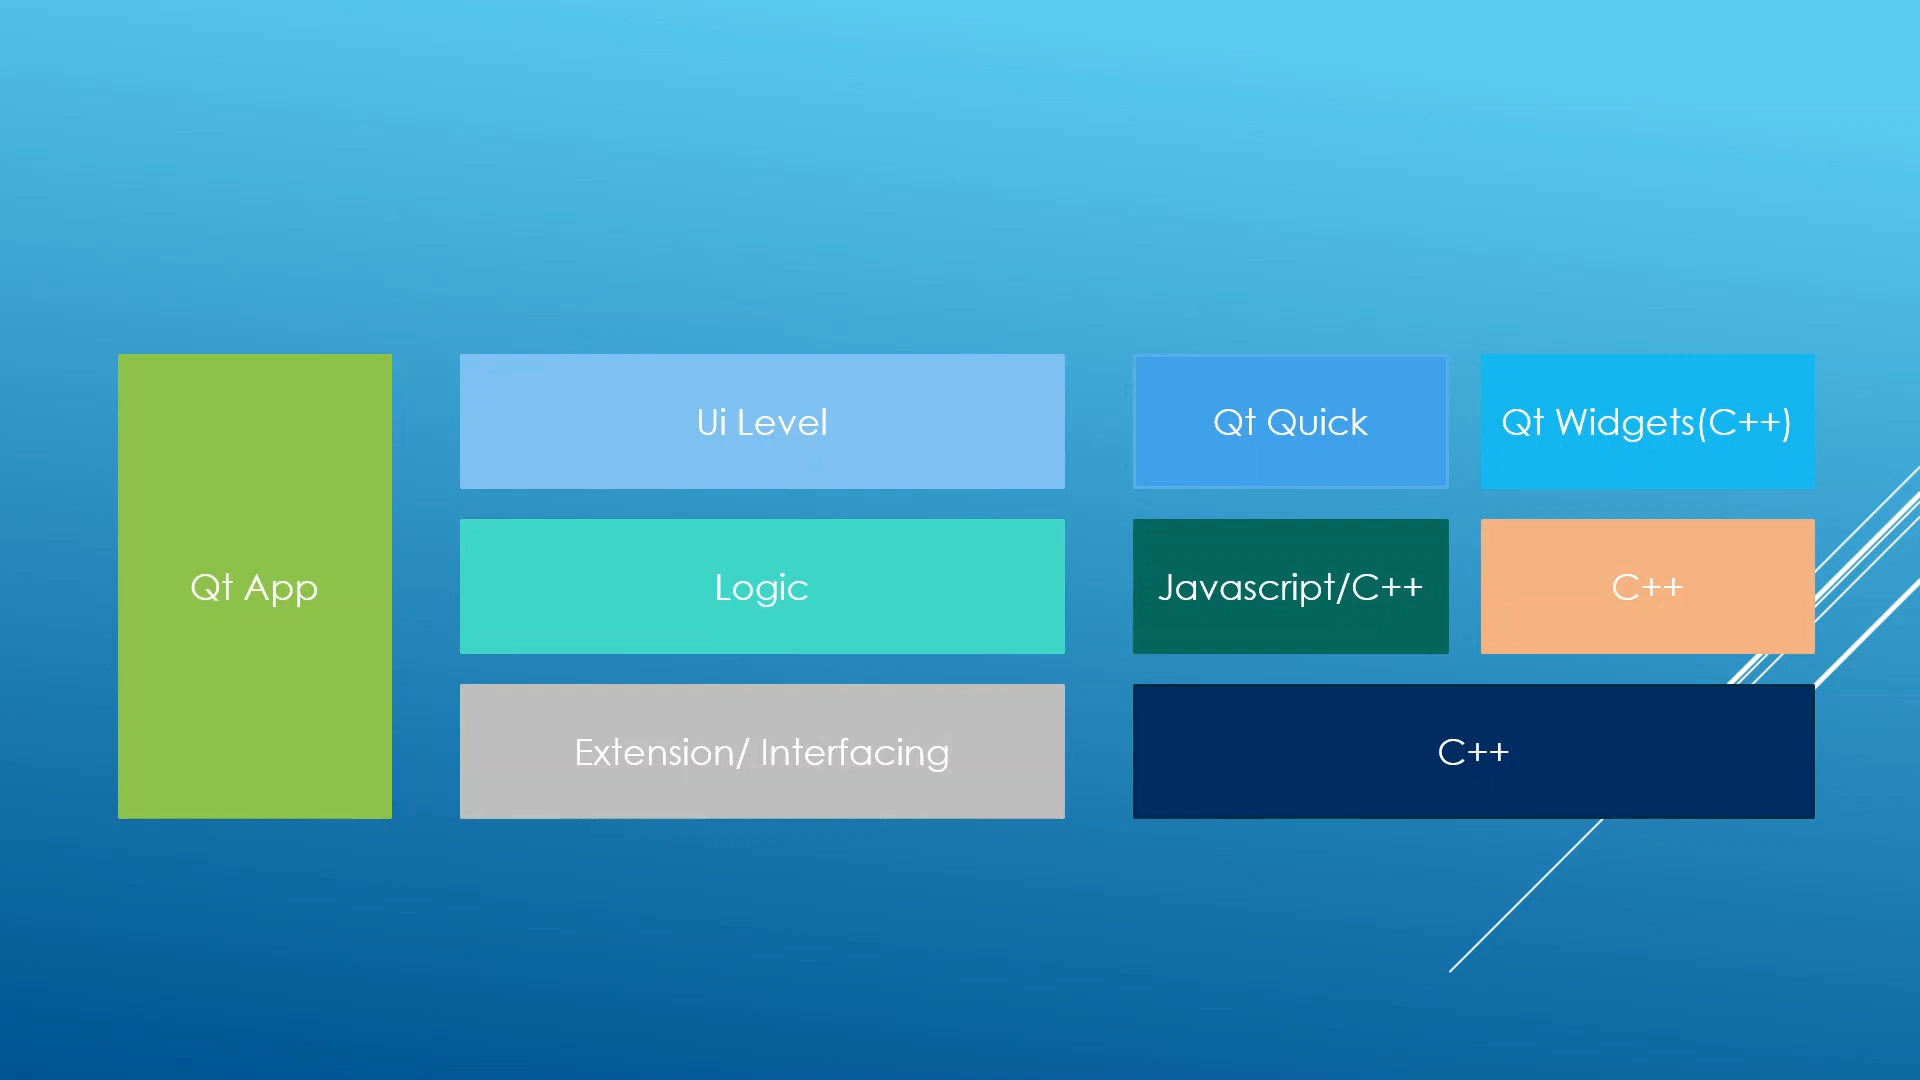 Qt App
Ui Level
Qt Quick
Qt Widgets(C++)
Logic
Javascript/C++
C++
Extension/ Interfacing
C++